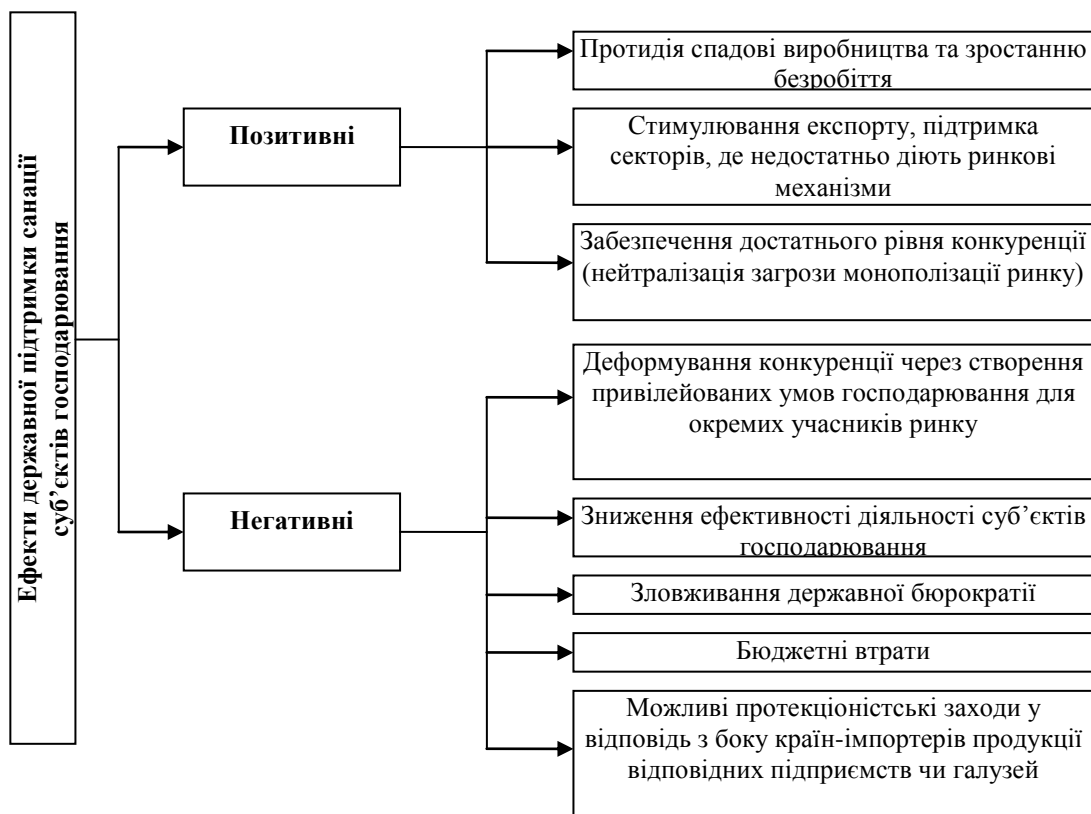 Ефекти державної підтримки санації
суб’єктів господарювання
Позитивні
Протидія спадові виробництва та зростанню
безробіття
Стимулювання експорту, підтримка
секторів, де недостатньо діють ринкові
механізми
Забезпечення достатнього рівня конкуренції
(нейтралізація загрози монополізації ринку)
Негативні
Деформування конкуренції через створення
привілейованих умов господарювання для
окремих учасників ринку
Зниження ефективності діяльності суб’єктів
господарювання
Зловживання державної бюрократії
Бюджетні втрати
Можливі протекціоністські заходи у
відповідь з боку країн-імпортерів продукції
відповідних підприємств чи галузей